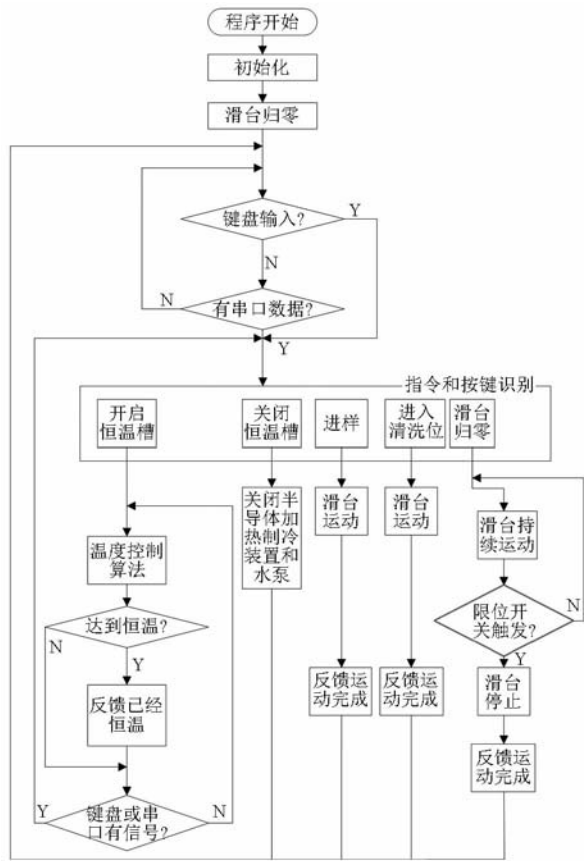 程序开始
初始化
滑台归零
键盘输入?
Y
N
有串口数据?
N
Y
指令和按键识别
开启
恒温槽
关闭
恒温槽
进样
进入
清洗位
滑台
归零
温度控制
算法
关闭半
导体加
热制冷
装置和
水泵
滑台
运动
滑台
运动
滑台持
续运动
达到恒温?
N
Y
限位开
关触发?
N
Y
反馈已经
恒温
反馈运
动完成
反馈运
动完成
滑台
停止
反馈运
动完成
键盘或串
口有信号?
Y
N